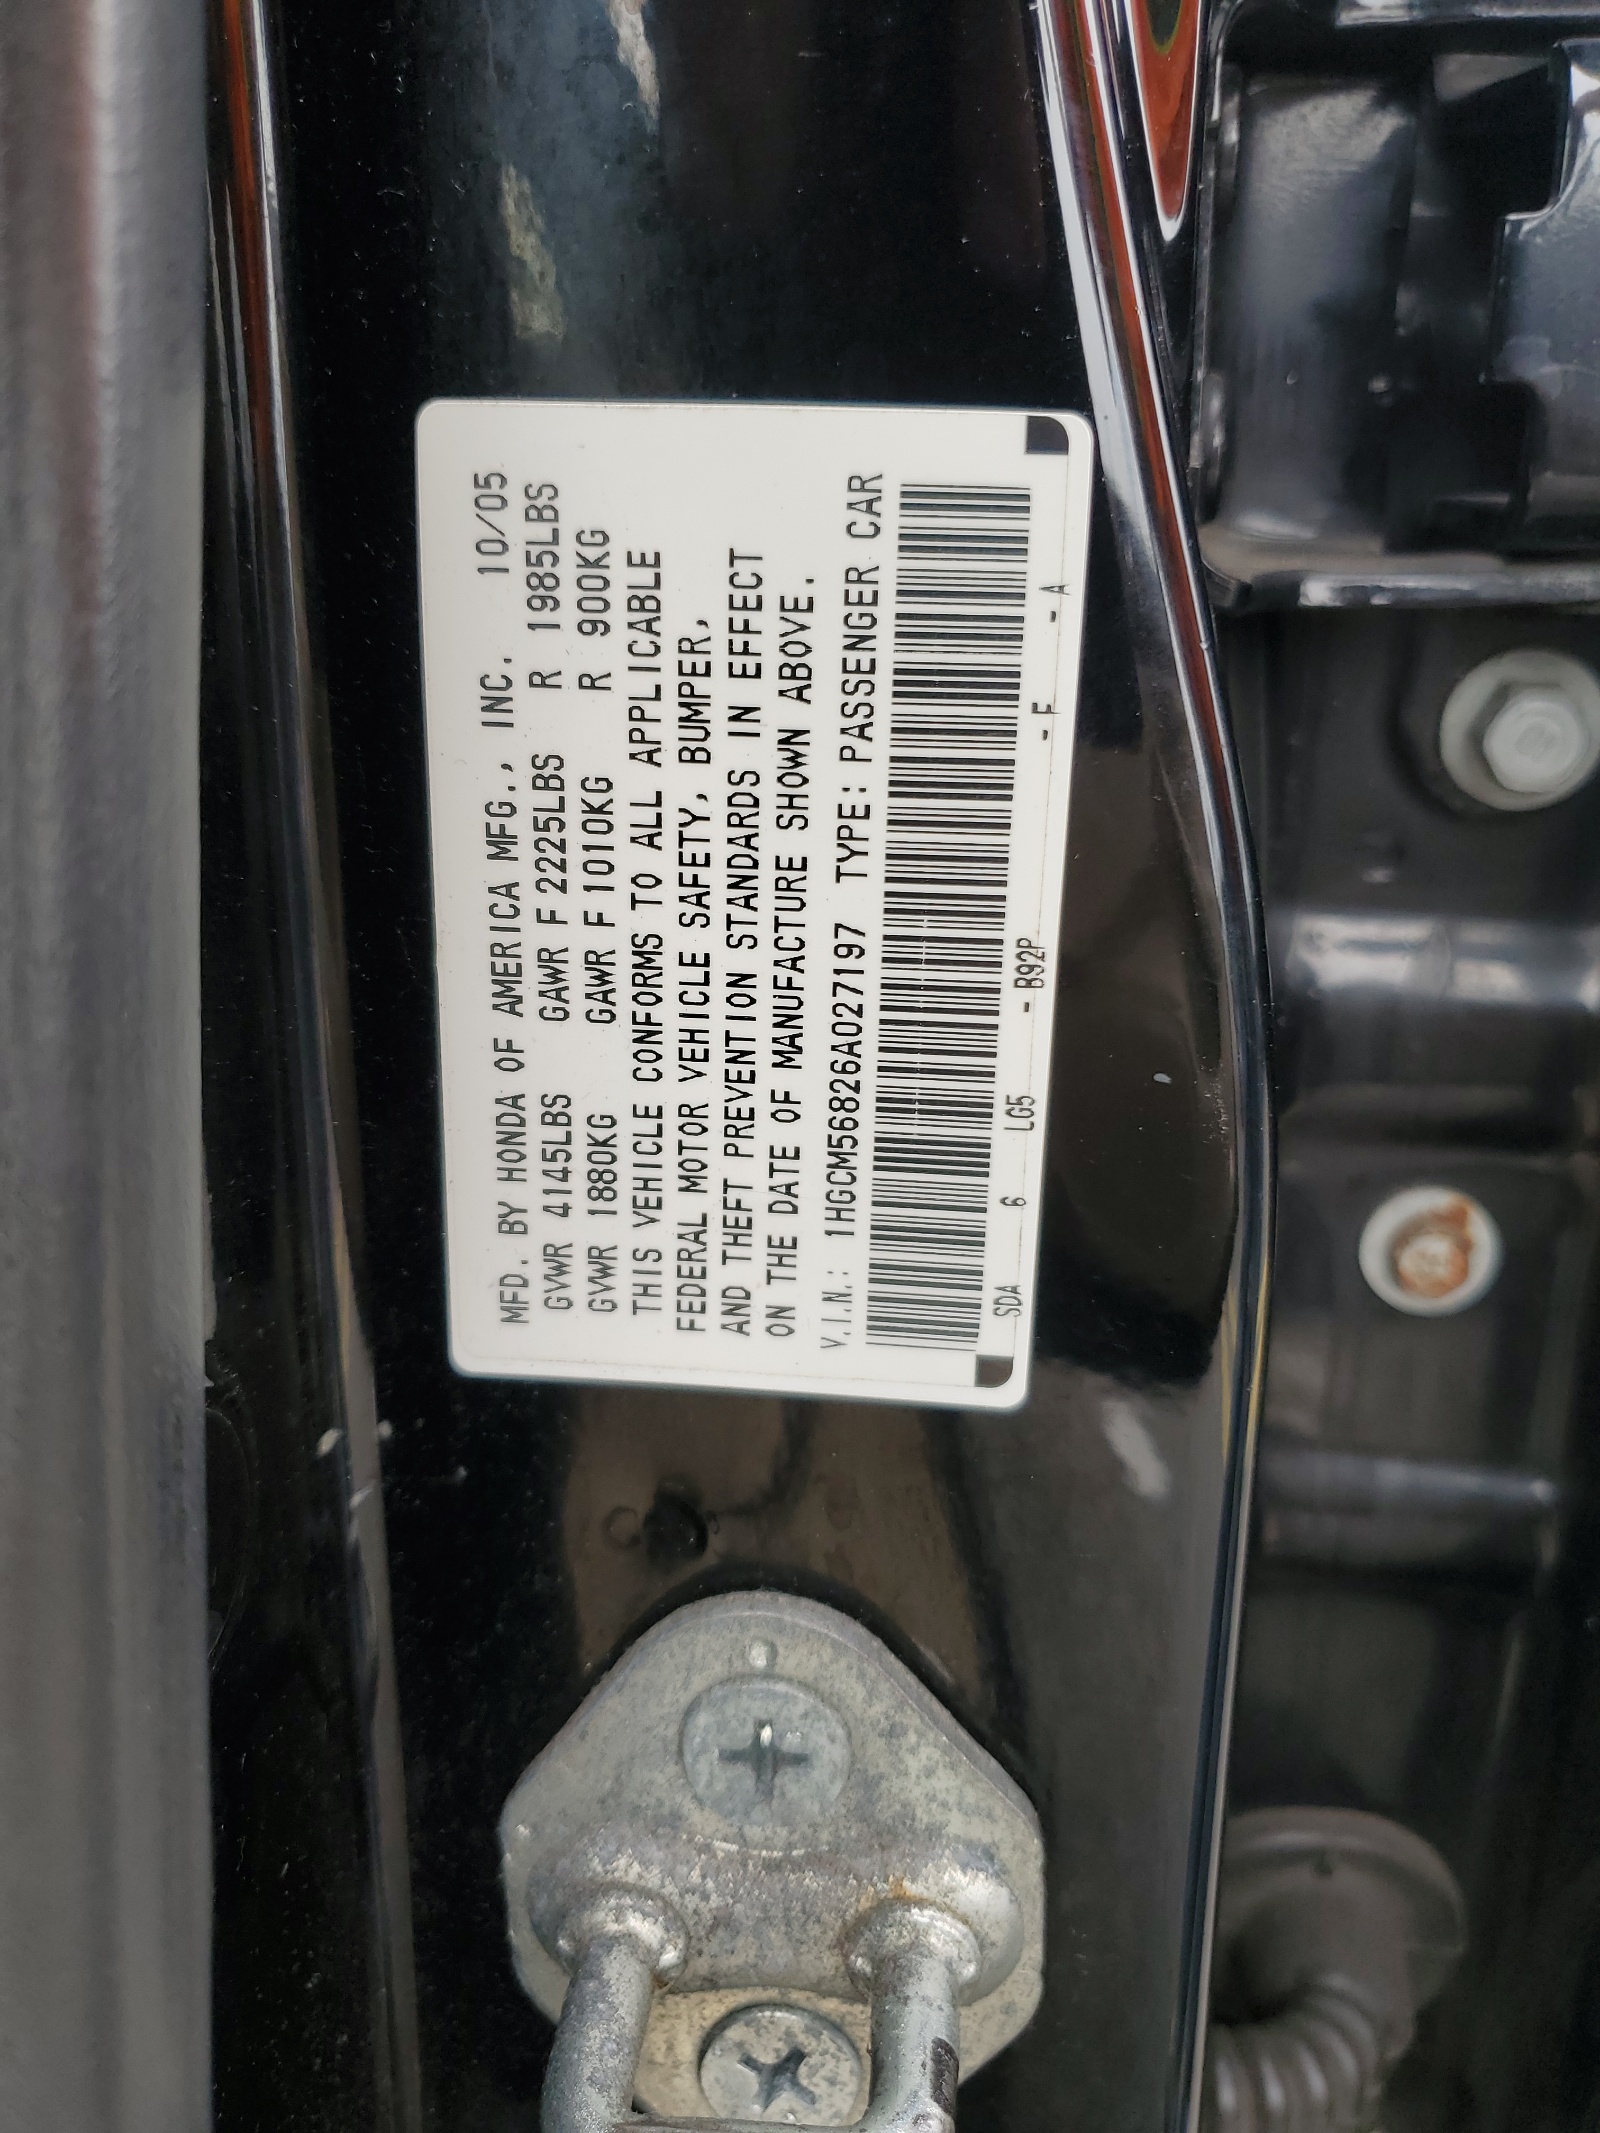 MFD. BY HONDA OF AMERICA MFG., INC. 10/05
GVWR 4145LBS GAWR F 2225LBS R 1985LBS
GVWR 1880KG GAWR F 1010KG R 900KG
THIS VEHICLE CONFORMS TO ALL APPLICABLE
FEDERAL MOTOR VEHICLE SAFETY, BUMPER,
AND THEFT PREVENTION STANDARDS IN EFFECT
ON THE DATE OF MANUFACTURE SHOWN ABOVE.
V.I.N.: 1HGCM56826A027197 TYPE: PASSENGER CAR
SDA 6 LG5 - B92P - F - A